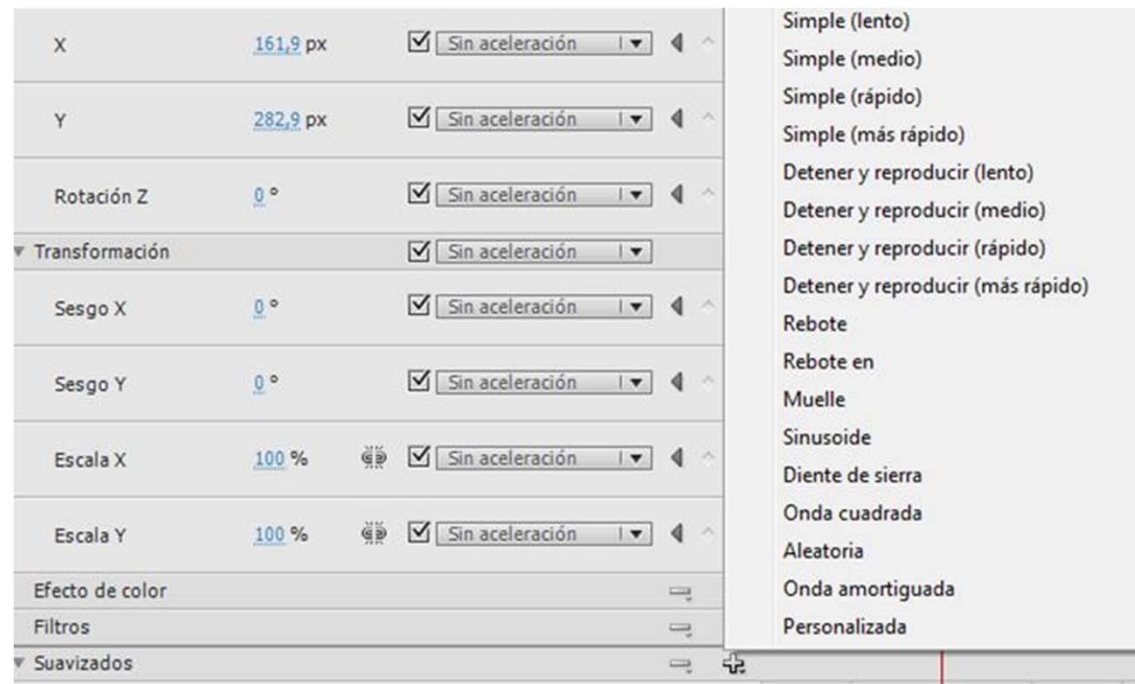 X 161,9 px Sin aceleración
Y 282,9 px Sin aceleración
Rotación Z 0 ° Sin aceleración
Transformación Sin aceleración
Sesgo X 0 ° Sin aceleración
Sesgo Y 0 ° Sin aceleración
Escala X 100 % Sin aceleración
Escala Y 100 % Sin aceleración
Efecto de color
Filtros
Suavizados
Simple (lento)
Simple (medio)
Simple (rápido)
Simple (más rápido)
Detener y reproducir (lento)
Detener y reproducir (medio)
Detener y reproducir (rápido)
Detener y reproducir (más rápido)
Rebote
Rebote en
Muelle
Sinusoide
Diente de sierra
Onda cuadrada
Aleatoria
Onda amortiguada
Personalizada